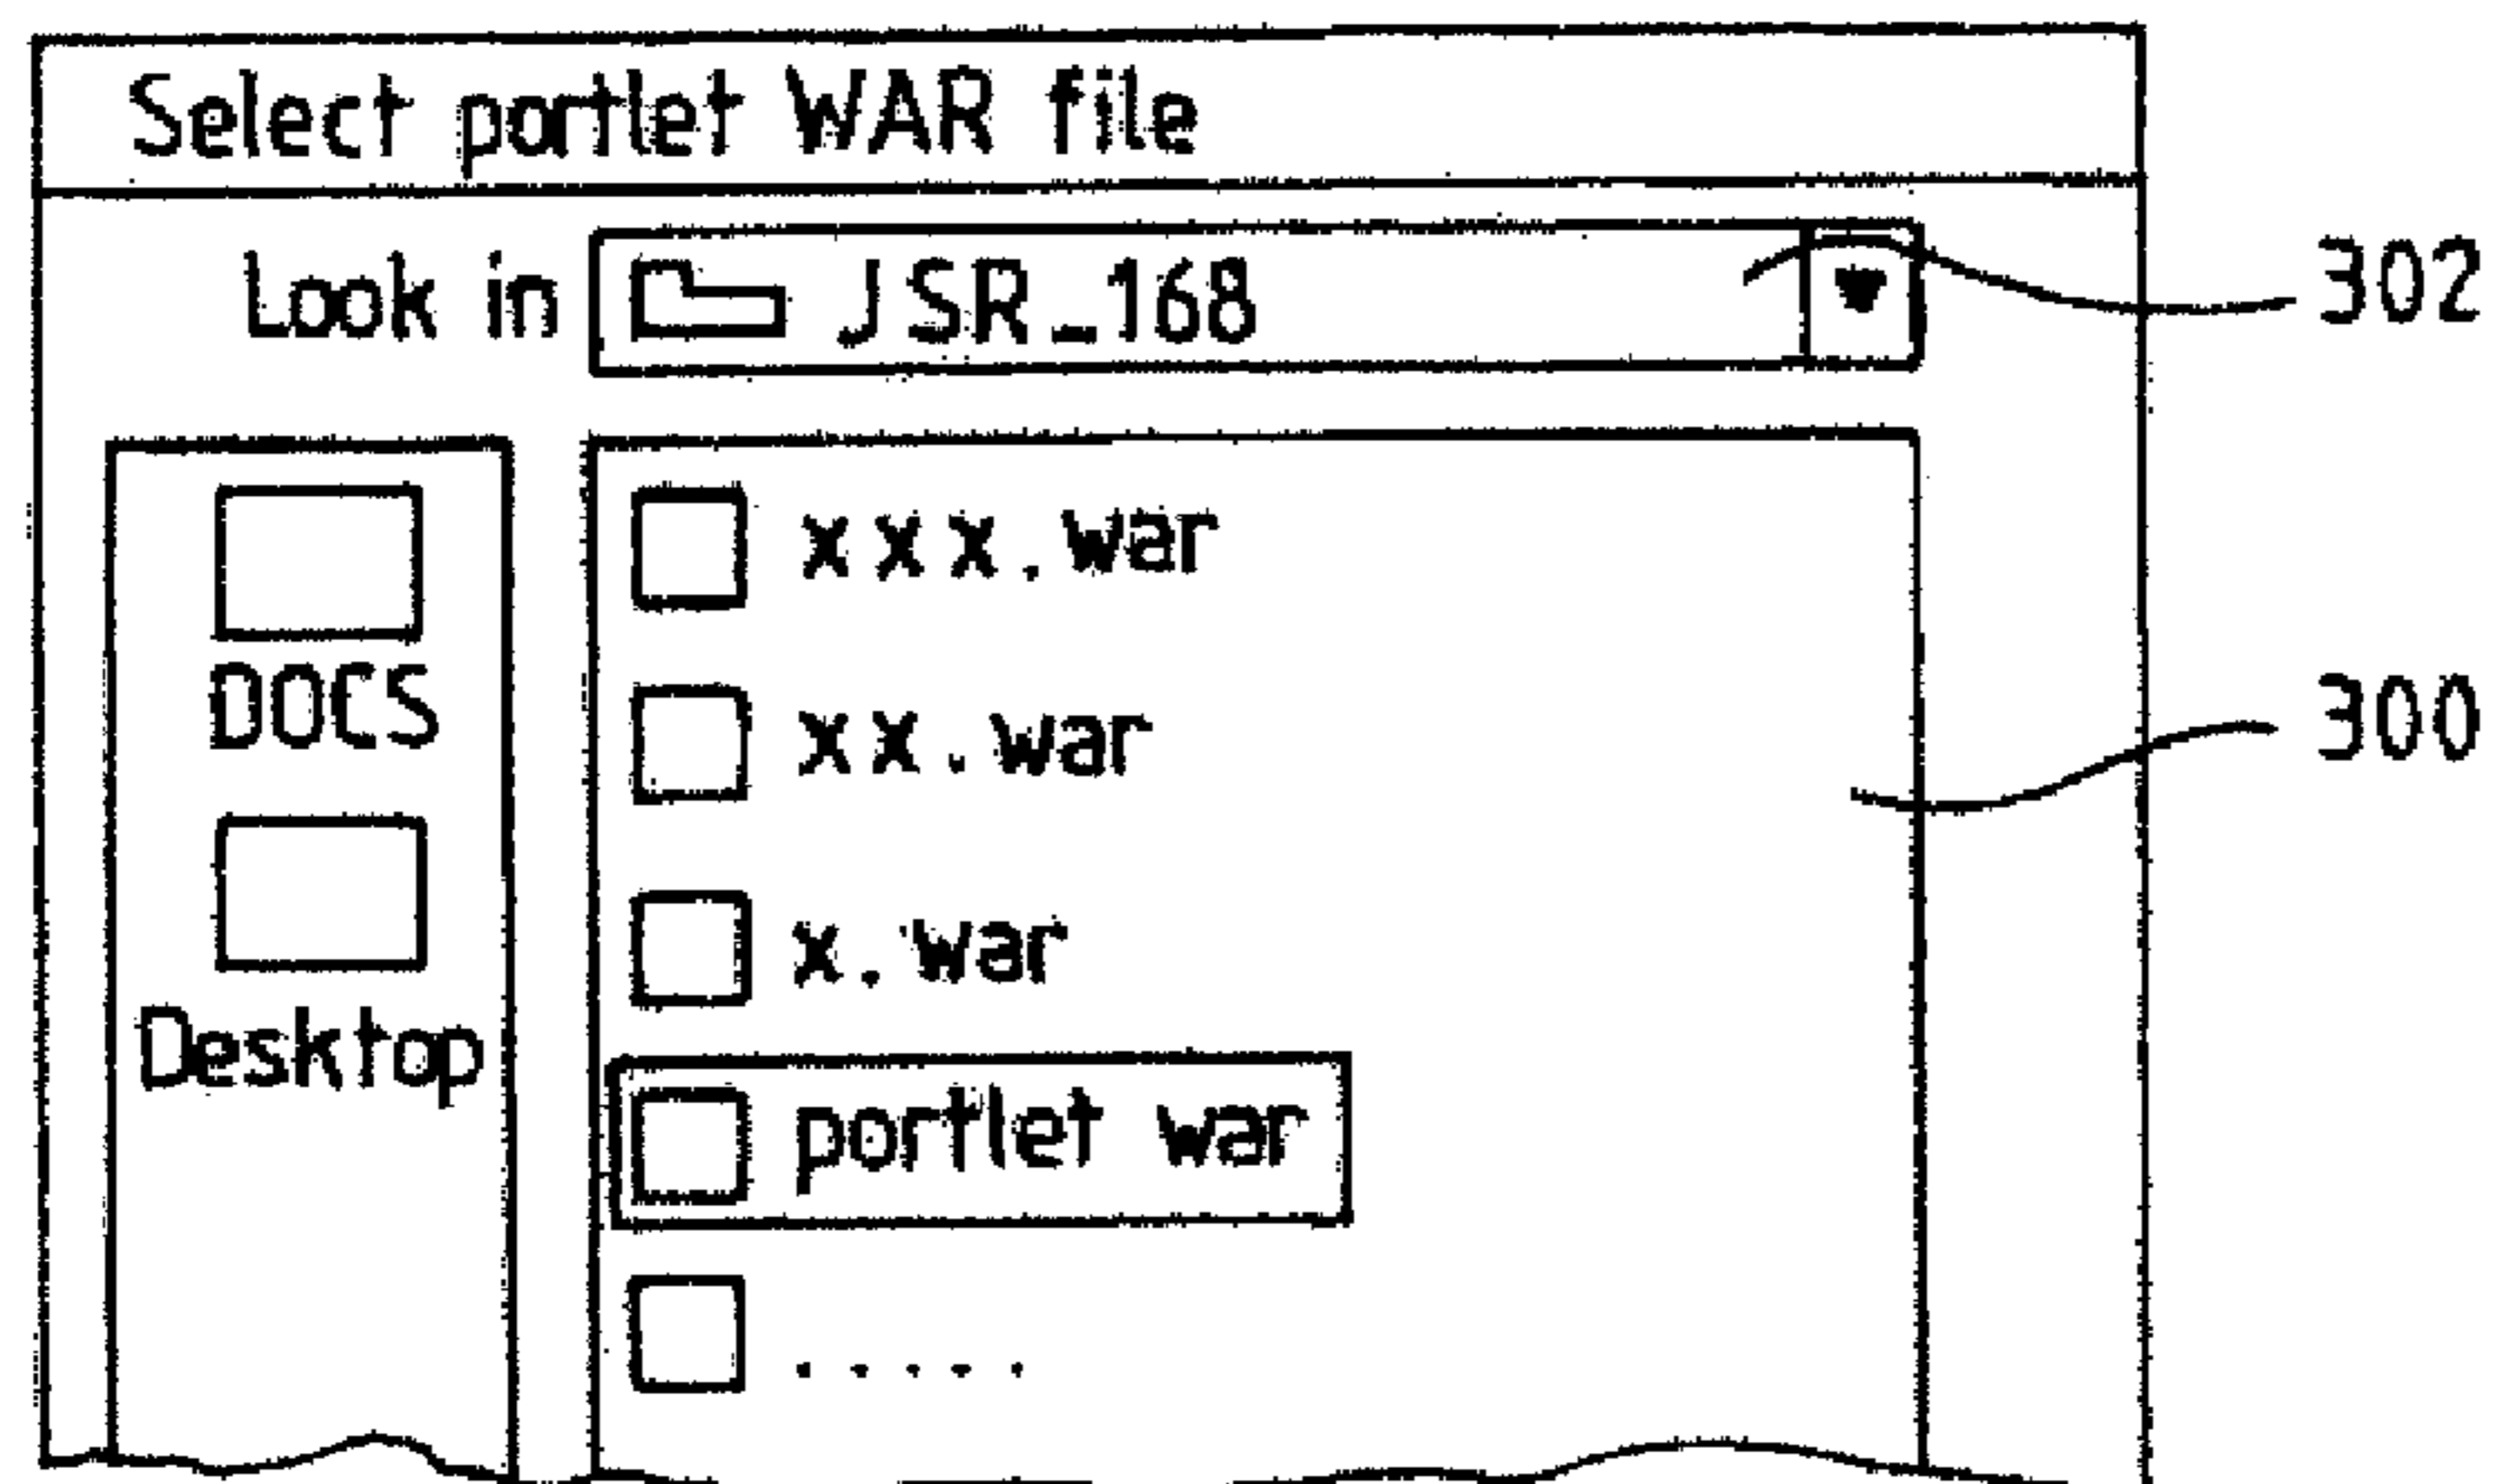 Select portlet WAR file
Look in JSR_168
302
DOCS
Desktop
xxx.war
xx.war
x.war
portlet war
.....
300